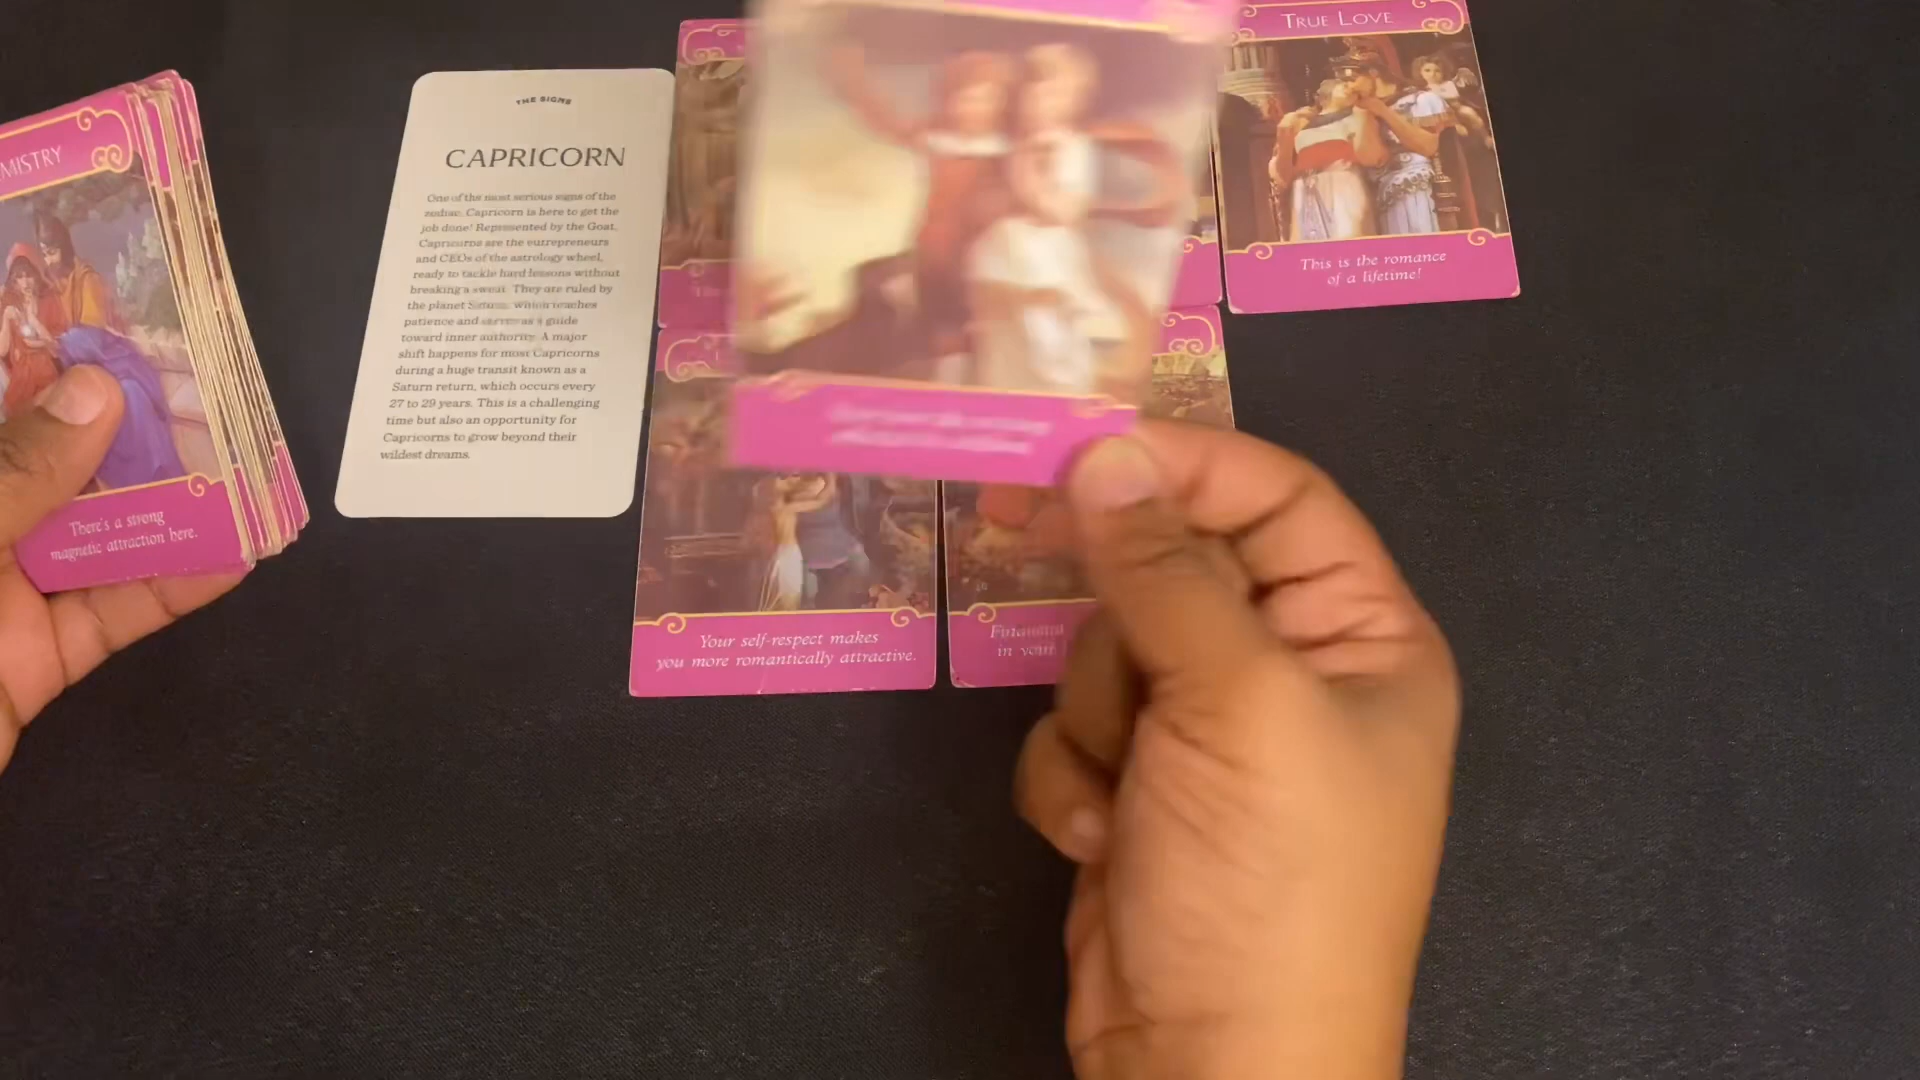 MISTRY
There's a strong
magnetic attraction here.
THE SIGNS
CAPRICORN
One of the most serious signs of the
zodiac, Capricorn is here to get the
job done! Represented by the Goat,
Capricorns are the entrepreneurs
and CEOs of the astrology wheel,
ready to tackle hard lessons without
breaking a sweat. They are ruled by
the planet Saturn, which teaches
patience and serves as a guide
toward inner authority. A major
shift happens for most Capricorns
during a huge transit known as a
Saturn return, which occurs every
27 to 29 years. This is a challenging
time but also an opportunity for
Capricorns to grow beyond their
wildest dreams.
TRUE LOVE
This is the romance
of a lifetime!
Your self-respect makes
you more romantically attractive.
Financial
in your